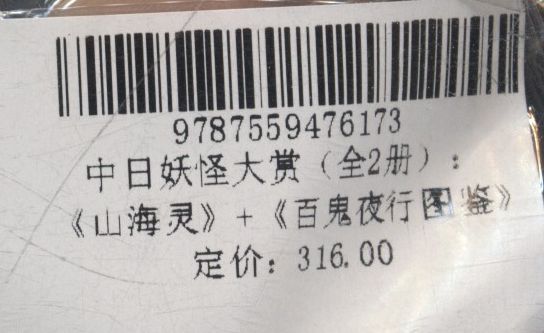 9787559476173
中日妖怪大赏（全2册）：
《山海灵》+《百鬼夜行图鉴》
定价：316.00